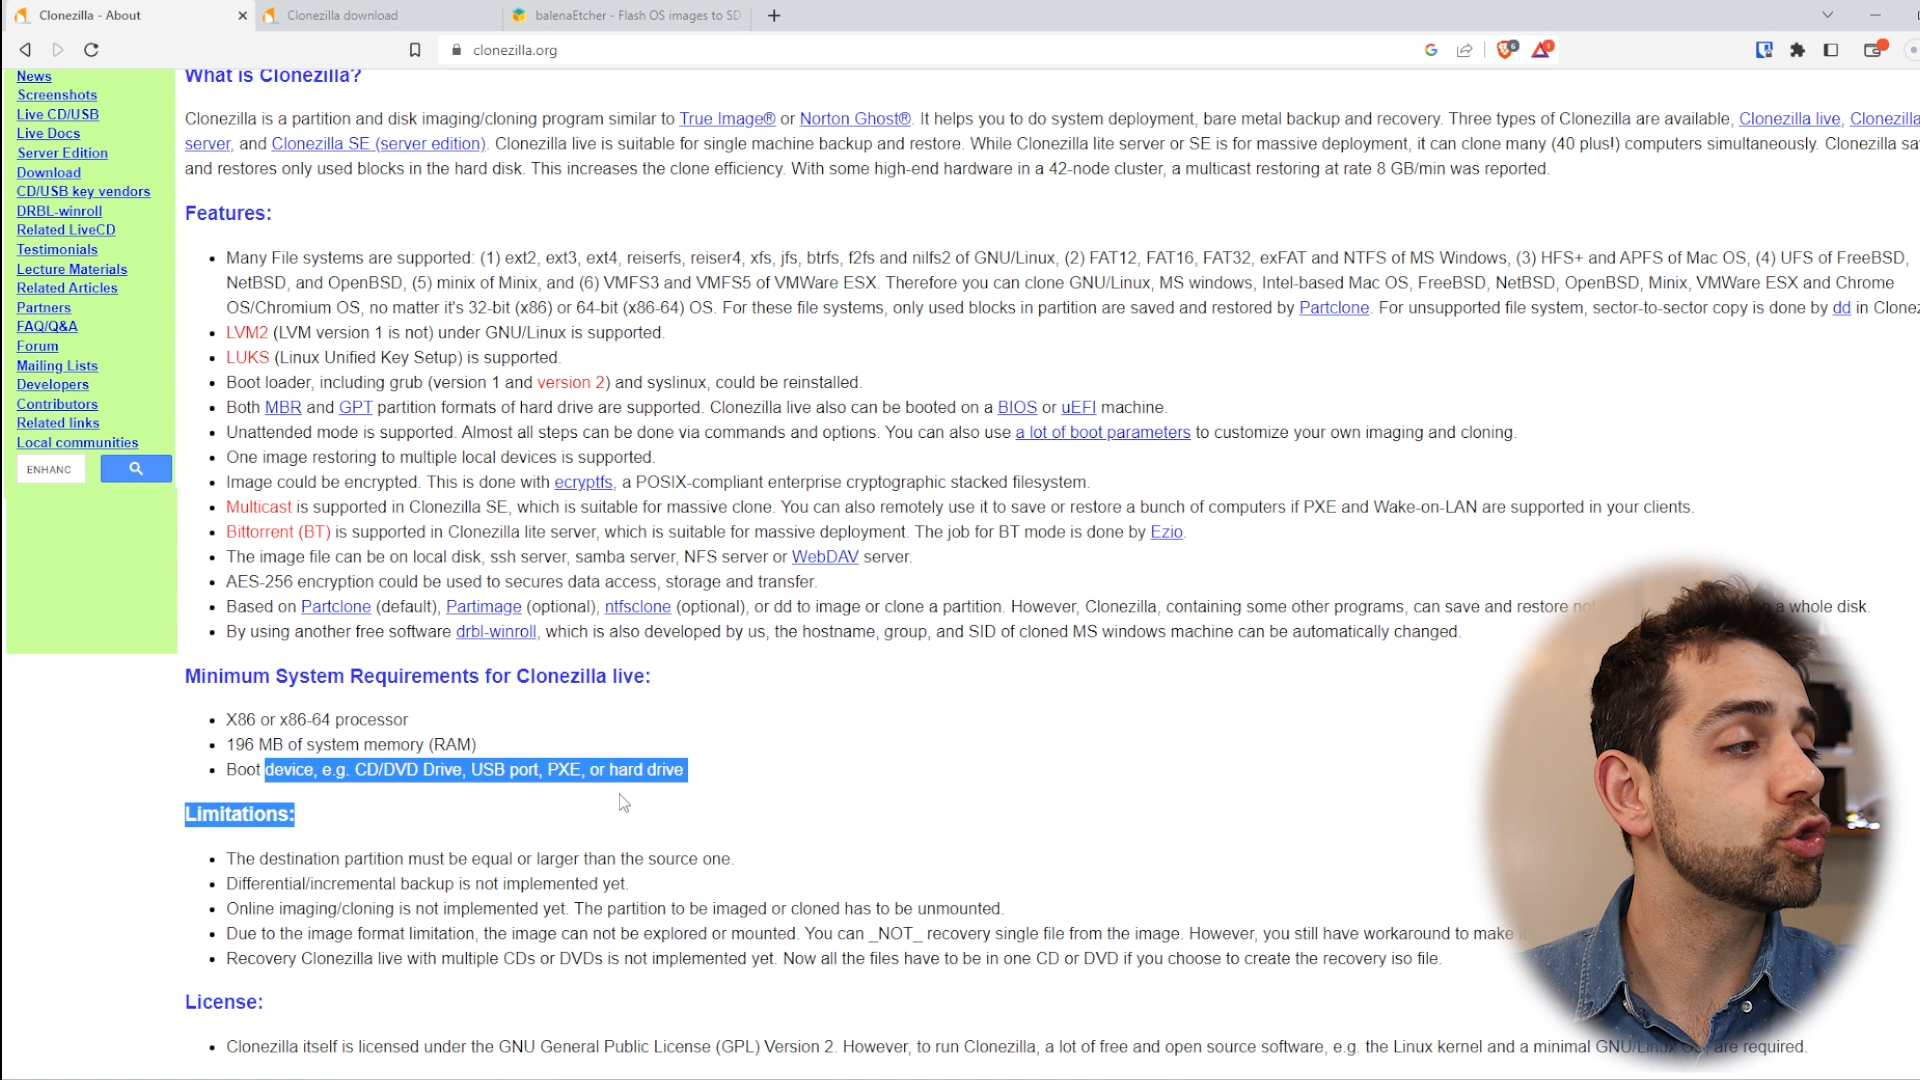 Clonezilla - About
Clonezilla download
balenaEtcher - Flash OS images to SD
clonezilla.org
6
1
News
Screenshots
Live CD/USB
Live Docs
Server Edition
Download
CD/USB key vendors
DRBL-winroll
Related LiveCD
Testimonials
Lecture Materials
Related Articles
Partners
FAQ/Q&A
Forum
Mailing Lists
Developers
Contributors
Related links
Local communities
ENHANC
What is Clonezilla?
Clonezilla is a partition and disk imaging/cloning program similar to True Image® or Norton Ghost®. It helps you to do system deployment, bare metal backup and recovery. Three types of Clonezilla are available, Clonezilla live, Clonezilla
server, and Clonezilla SE (server edition). Clonezilla live is suitable for single machine backup and restore. While Clonezilla lite server or SE is for massive deployment, it can clone many (40 plus!) computers simultaneously. Clonezilla sa
and restores only used blocks in the hard disk. This increases the clone efficiency. With some high-end hardware in a 42-node cluster, a multicast restoring at rate 8 GB/min was reported.
Features:
• Many File systems are supported: (1) ext2, ext3, ext4, reiserfs, reiser4, xfs, jfs, btrfs, f2fs and nilfs2 of GNU/Linux, (2) FAT12, FAT16, FAT32, exFAT and NTFS of MS Windows, (3) HFS+ and APFS of Mac OS, (4) UFS of FreeBSD,
NetBSD, and OpenBSD, (5) minix of Minix, and (6) VMFS3 and VMFS5 of VMWare ESX. Therefore you can clone GNU/Linux, MS windows, Intel-based Mac OS, FreeBSD, NetBSD, OpenBSD, Minix, VMWare ESX and Chrome
OS/Chromium OS, no matter it's 32-bit (x86) or 64-bit (x86-64) OS. For these file systems, only used blocks in partition are saved and restored by Partclone. For unsupported file system, sector-to-sector copy is done by dd in Clonez
• LVM2 (LVM version 1 is not) under GNU/Linux is supported.
• LUKS (Linux Unified Key Setup) is supported.
• Boot loader, including grub (version 1 and version 2) and syslinux, could be reinstalled.
• Both MBR and GPT partition formats of hard drive are supported. Clonezilla live also can be booted on a BIOS or uEFI machine.
• Unattended mode is supported. Almost all steps can be done via commands and options. You can also use a lot of boot parameters to customize your own imaging and cloning.
• One image restoring to multiple local devices is supported.
• Image could be encrypted. This is done with ecryptfs, a POSIX-compliant enterprise cryptographic stacked filesystem.
• Multicast is supported in Clonezilla SE, which is suitable for massive clone. You can also remotely use it to save or restore a bunch of computers if PXE and Wake-on-LAN are supported in your clients.
• Bittorrent (BT) is supported in Clonezilla lite server, which is suitable for massive deployment. The job for BT mode is done by Ezio.
• The image file can be on local disk, ssh server, samba server, NFS server or WebDAV server.
• AES-256 encryption could be used to secures data access, storage and transfer.
• Based on Partclone (default), Partimage (optional), ntfsclone (optional), or dd to image or clone a partition. However, Clonezilla, containing some other programs, can save and restore a whole disk.
• By using another free software drbl-winroll, which is also developed by us, the hostname, group, and SID of cloned MS windows machine can be automatically changed.
Minimum System Requirements for Clonezilla live:
• X86 or x86-64 processor
• 196 MB of system memory (RAM)
• Boot device, e.g. CD/DVD Drive, USB port, PXE, or hard drive
Limitations:
• The destination partition must be equal or larger than the source one.
• Differential/incremental backup is not implemented yet.
• Online imaging/cloning is not implemented yet. The partition to be imaged or cloned has to be unmounted.
• Due to the image format limitation, the image can not be explored or mounted. You can _NOT_ recovery single file from the image. However, you still have workaround to make
• Recovery Clonezilla live with multiple CDs or DVDs is not implemented yet. Now all the files have to be in one CD or DVD if you choose to create the recovery iso file.
License:
• Clonezilla itself is licensed under the GNU General Public License (GPL) Version 2. However, to run Clonezilla, a lot of free and open source software, e.g. the Linux kernel and a minimal GNU/Linux OS, are required.